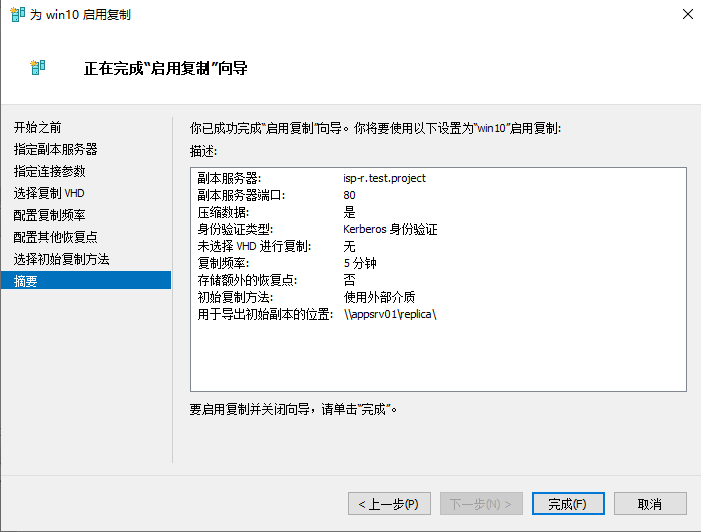 为 win10 启用复制
正在完成“启用复制”向导
开始之前
指定副本服务器
指定连接参数
选择复制 VHD
配置复制频率
配置其他恢复点
选择初始复制方法
摘要
你已成功完成“启用复制”向导。你将要使用以下设置为“win10”启用复制:
描述:
副本服务器: isp-r.test.project
副本服务器端口: 80
压缩数据: 是
身份验证类型: Kerberos 身份验证
未选择 VHD 进行复制: 无
复制频率: 5 分钟
存储额外的恢复点: 否
初始复制方法: 使用外部介质
用于导出初始副本的位置: \\appsrv01\replica\
要启用复制并关闭向导，请单击“完成”。
< 上一步(P) 下一步(N) > 完成(F) 取消